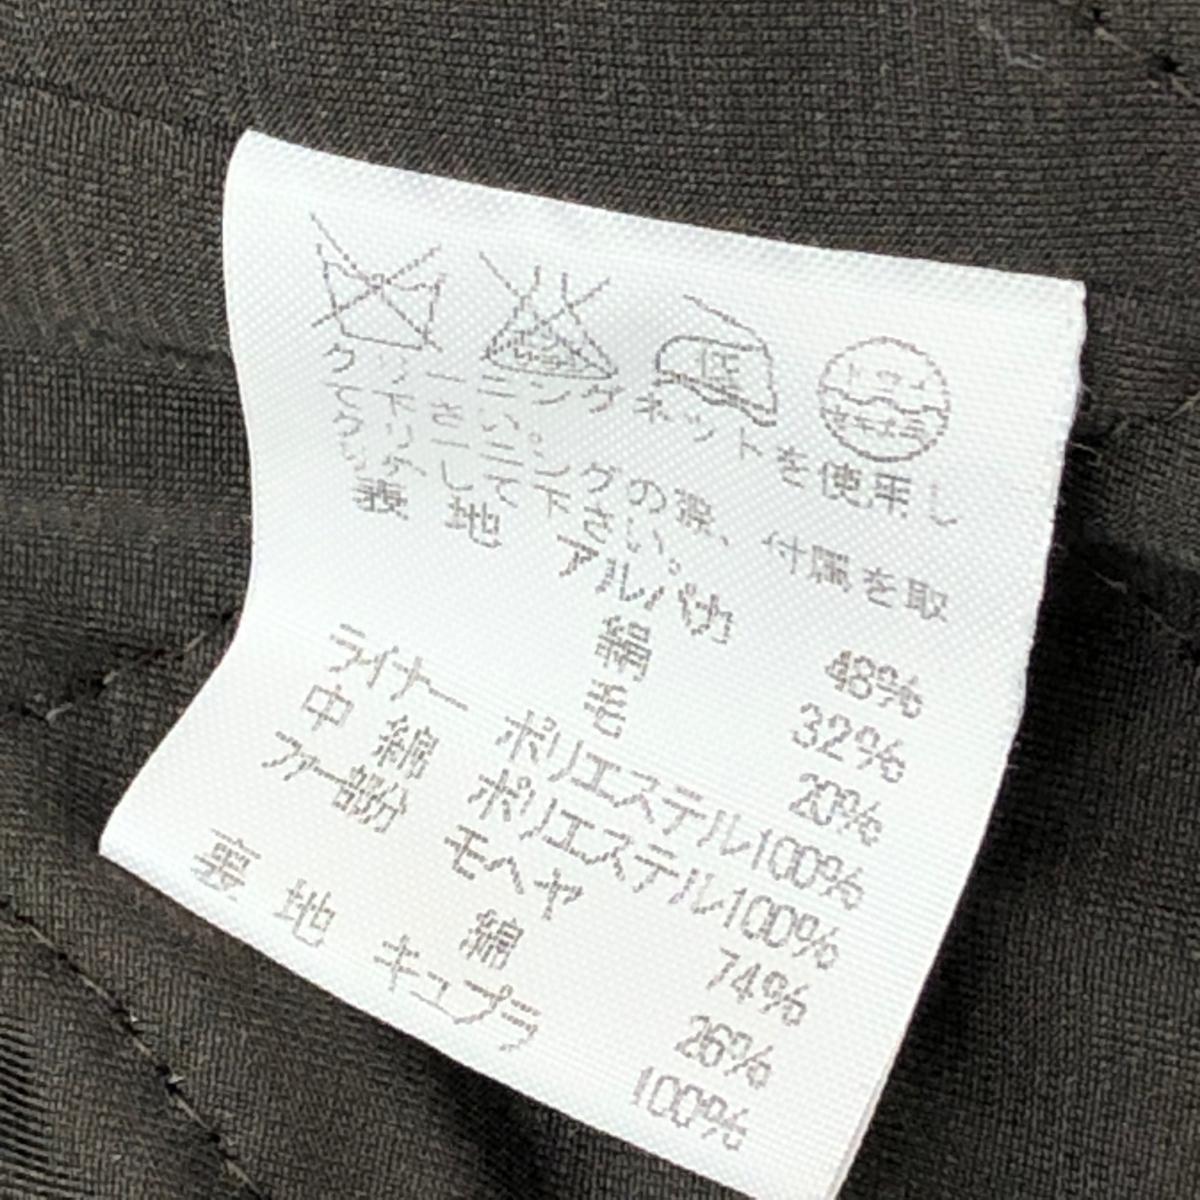 クリーニングネットを使用し
て下さい。
クリーニングの際、付属を取
り外して下さい。
表 地 アルパカ 48%
綿 32%
毛 20%
ライナー ポリエステル100%
中 綿 ポリエステル100%
ファー部分 モヘヤ 74%
綿 26%
裏 地 キュプラ 100%